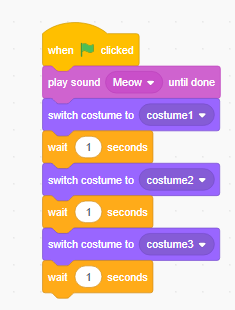 when clicked
play sound Meow until done
switch costume to costume1
wait 1 seconds
switch costume to costume2
wait 1 seconds
switch costume to costume3
wait 1 seconds